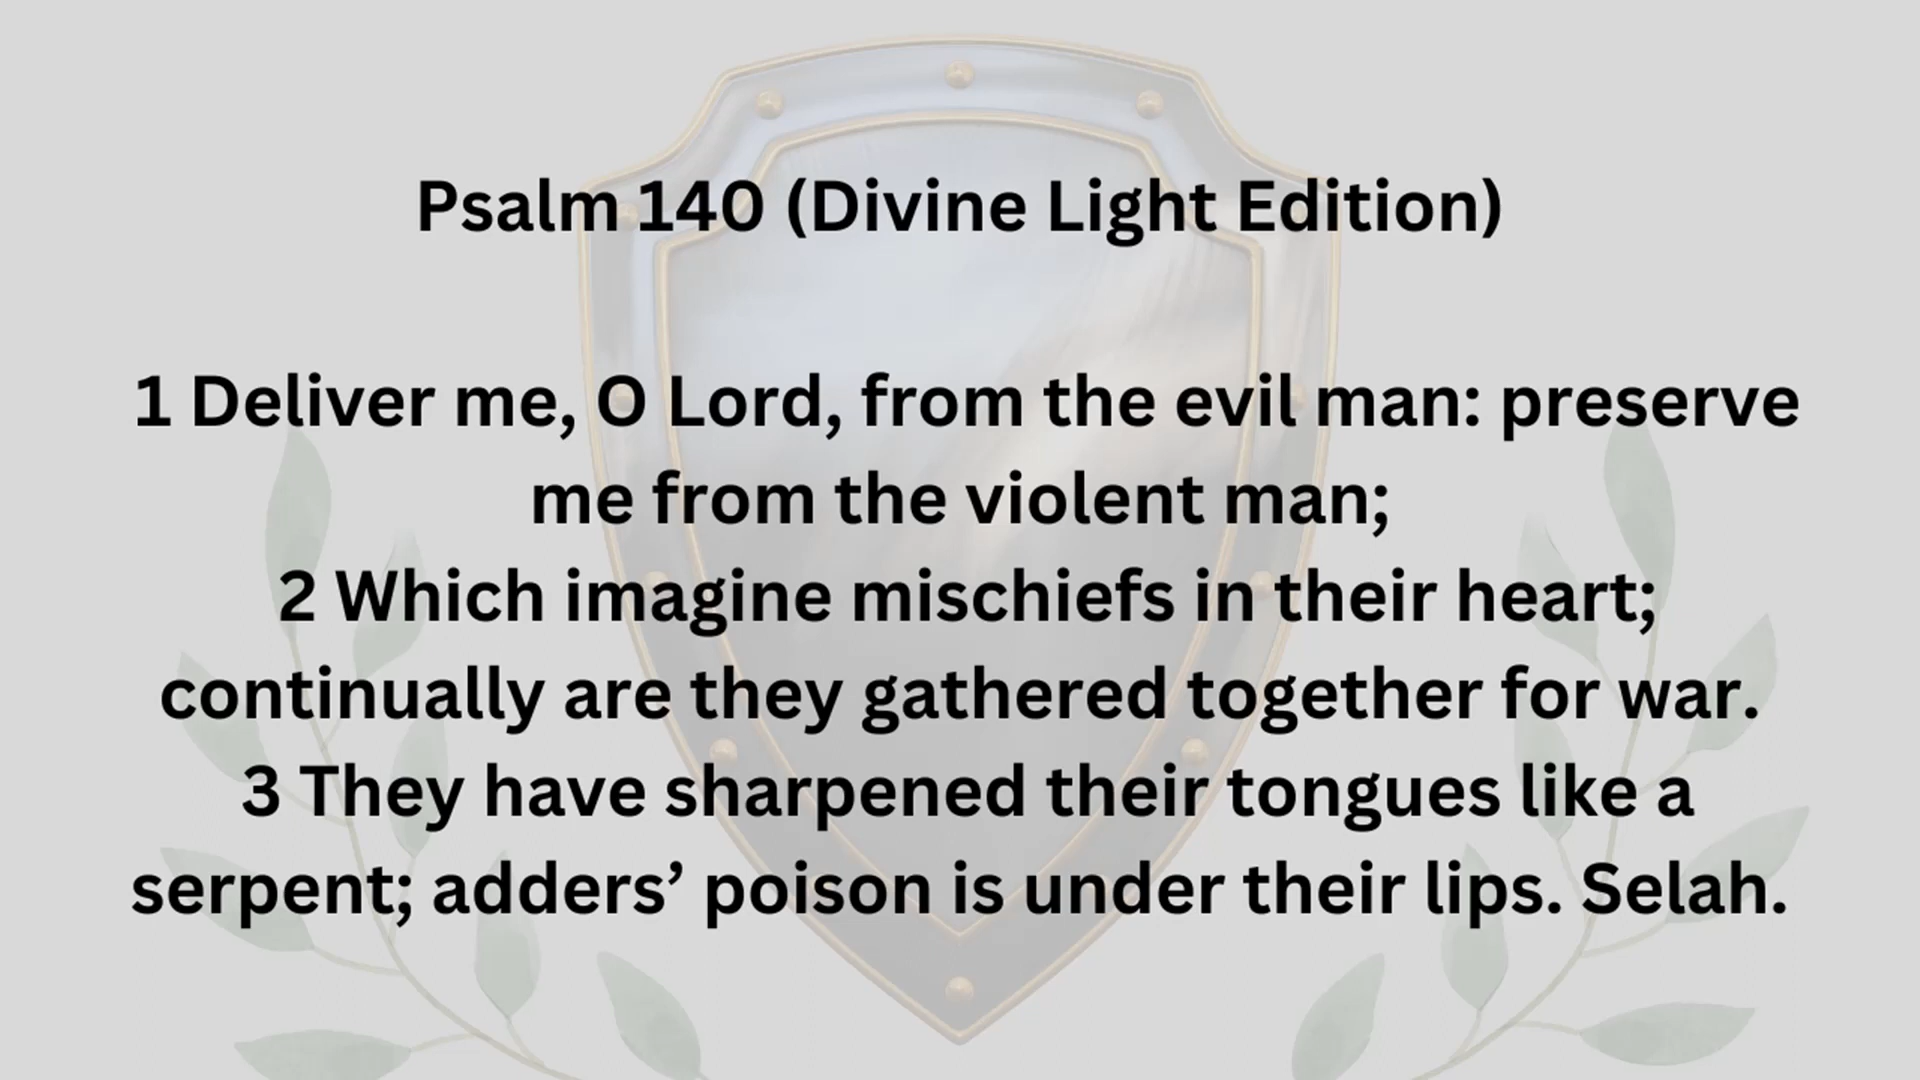 Psalm 140 (Divine Light Edition)
1 Deliver me, O Lord, from the evil man: preserve
me from the violent man;
2 Which imagine mischiefs in their heart;
continually are they gathered together for war.
3 They have sharpened their tongues like a
serpent; adders’ poison is under their lips. Selah.